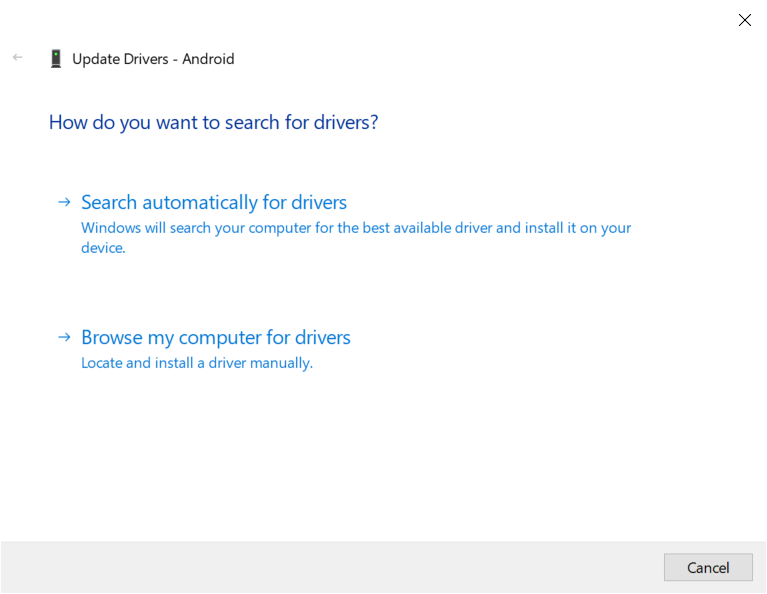 Update Drivers - Android
How do you want to search for drivers?
Search automatically for drivers
Windows will search your computer for the best available driver and install it on your
device.
Browse my computer for drivers
Locate and install a driver manually.
Cancel